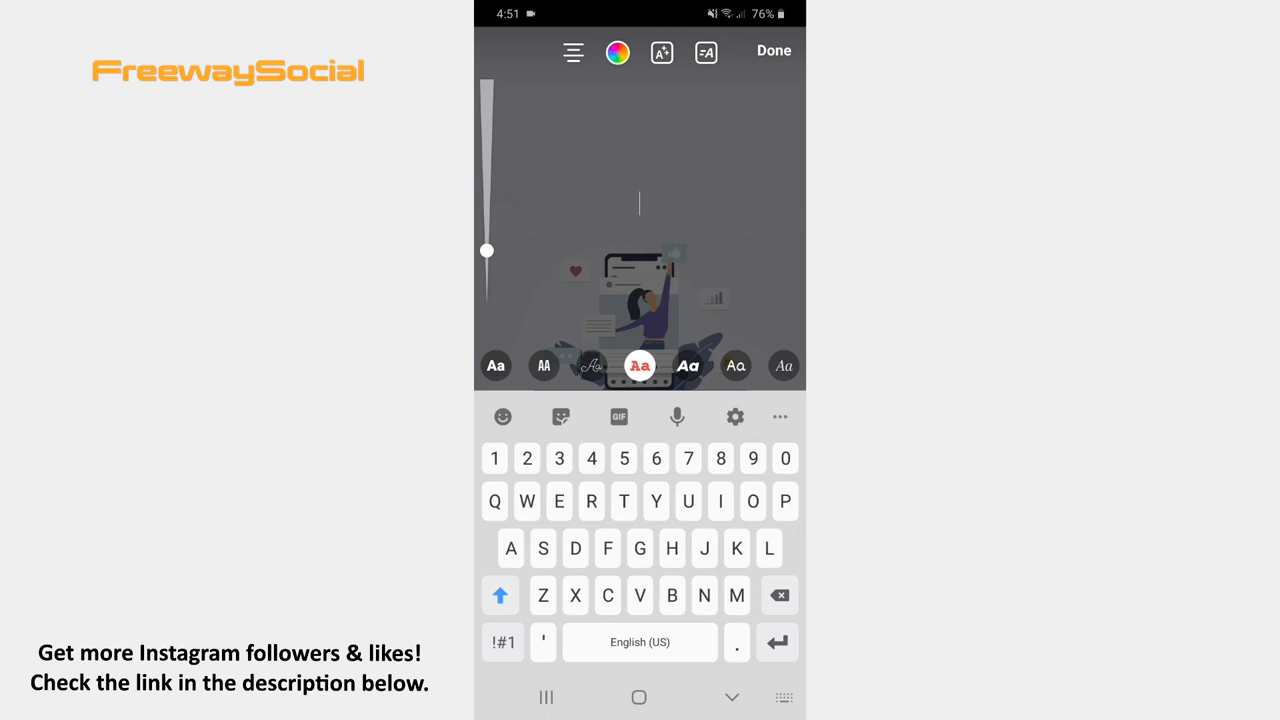 4:51
76%
FreewaySocial
Done
Aa AA Aa Aa Aa Aa Aa
GIF
1 2 3 4 5 6 7 8 9 0
Q W E R T Y U I O P
A S D F G H J K L
Z X C V B N M
!#1 ' English (US) .
Get more Instagram followers & likes!
Check the link in the description below.